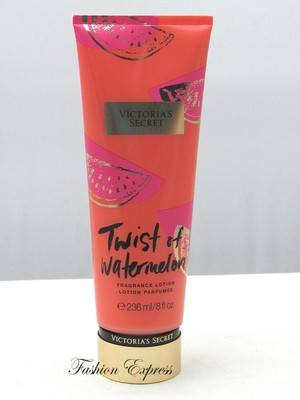 VICTORIA'S
SECRET
Twist of
Watermelon
FRAGRANCE LOTION
LOTION PARFUMÉE
℮ 236 ml/8 fl oz
VICTORIA'S SECRET
Fashion Express